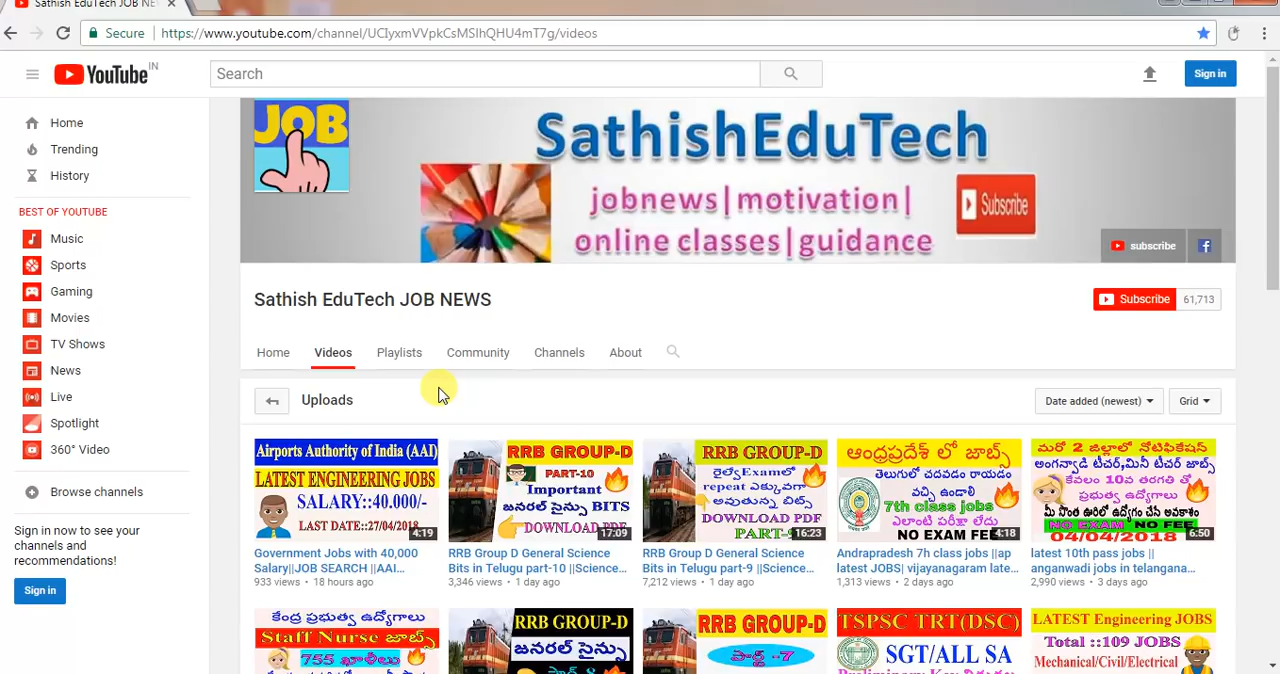 Sathish EduTech JOB NE
Secure https://www.youtube.com/channel/UCIyxmVVpkCsMSIhQHU4mT7g/videos
YouTube IN
Search
Sign in
Home
Trending
History
BEST OF YOUTUBE
Music
Sports
Gaming
Movies
TV Shows
News
Live
Spotlight
360° Video
Browse channels
Sign in now to see your
channels and
recommendations!
Sign in
JOB
SathishEduTech
jobnews|motivation|
online classes|guidance
Subscribe
subscribe
Sathish EduTech JOB NEWS
Subscribe 61,713
Home Videos Playlists Community Channels About
Uploads
Date added (newest) Grid
Airports Authority of India (AAI)
LATEST ENGINEERING JOBS
SALARY::40,000/-
LAST DATE::27/04/2018
4:19
Government Jobs with 40,000
Salary||JOB SEARCH ||AAI...
933 views • 18 hours ago
RRB GROUP-D
PART-10
Important
జనరల్ సైన్సు BITS
DOWNLOAD PDF
17:09
RRB Group D General Science
Bits in Telugu part-10 ||Science...
3,346 views • 1 day ago
RRB GROUP-D
రైల్వేExamలో
repeat ఎక్కువగా
అవుతున్న బిట్స్
DOWNLOAD PDF
PART-9
16:23
RRB Group D General Science
Bits in Telugu part-9 ||Science...
7,212 views • 1 day ago
ఆంధ్రప్రదేశ్ లో జాబ్స్
తెలుగులో చదవడం రాయడం
వచ్చి ఉండాలి
7th class jobs
ఎలాంటి పరీక్షా లేదు
NO EXAM FEE
4:18
Andrapradesh 7h class jobs ||ap
latest JOBS| vijayanagaram late...
1,313 views • 2 days ago
మరో 2 జిల్లాలో నోటిఫికేషన్
అంగన్వాడి టీచర్,మినీ టీచర్ జాబ్స్
కేవలం 10వ తరగతి తో
ప్రభుత్వ ఉద్యోగాలు
మీ సొంత ఊరిలో ఉద్యోగం చేసే అవకాశం
NO EXAM NO FEE
04/04/2018
6:50
latest 10th pass jobs ||
anganwadi jobs in telangana...
2,990 views • 3 days ago
కేంద్ర ప్రభుత్వ ఉద్యోగాలు
Staff Nurse జాబ్స్
755 ఖాళీలు
RRB GROUP-D
జనరల్ సైన్సు
RRB GROUP-D
పార్ట్ -7
TSPSC TRT(DSC)
SGT/ALL SA
LATEST Engineering JOBS
Total ::109 JOBS
Mechanical/Civil/Electrical